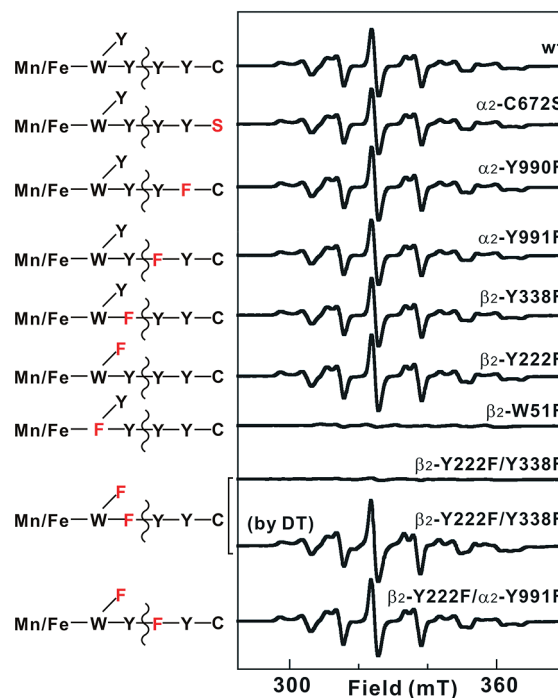 Y
Mn/Fe W Y Y Y C
wt
Y
Mn/Fe W Y Y Y S
α2-C672S
Y
Mn/Fe W Y Y F C
α2-Y990F
Y
Mn/Fe W Y F Y C
α2-Y991F
Y
Mn/Fe W F Y Y C
β2-Y338F
F
Mn/Fe W Y Y Y C
β2-Y222F
Y
Mn/Fe F Y Y Y C
β2-W51F
β2-Y222F/Y338F
F
Mn/Fe W F Y Y C
(by DT)
β2-Y222F/Y338F
F
Mn/Fe W Y F Y C
β2-Y222F/α2-Y991F
300 Field (mT) 360